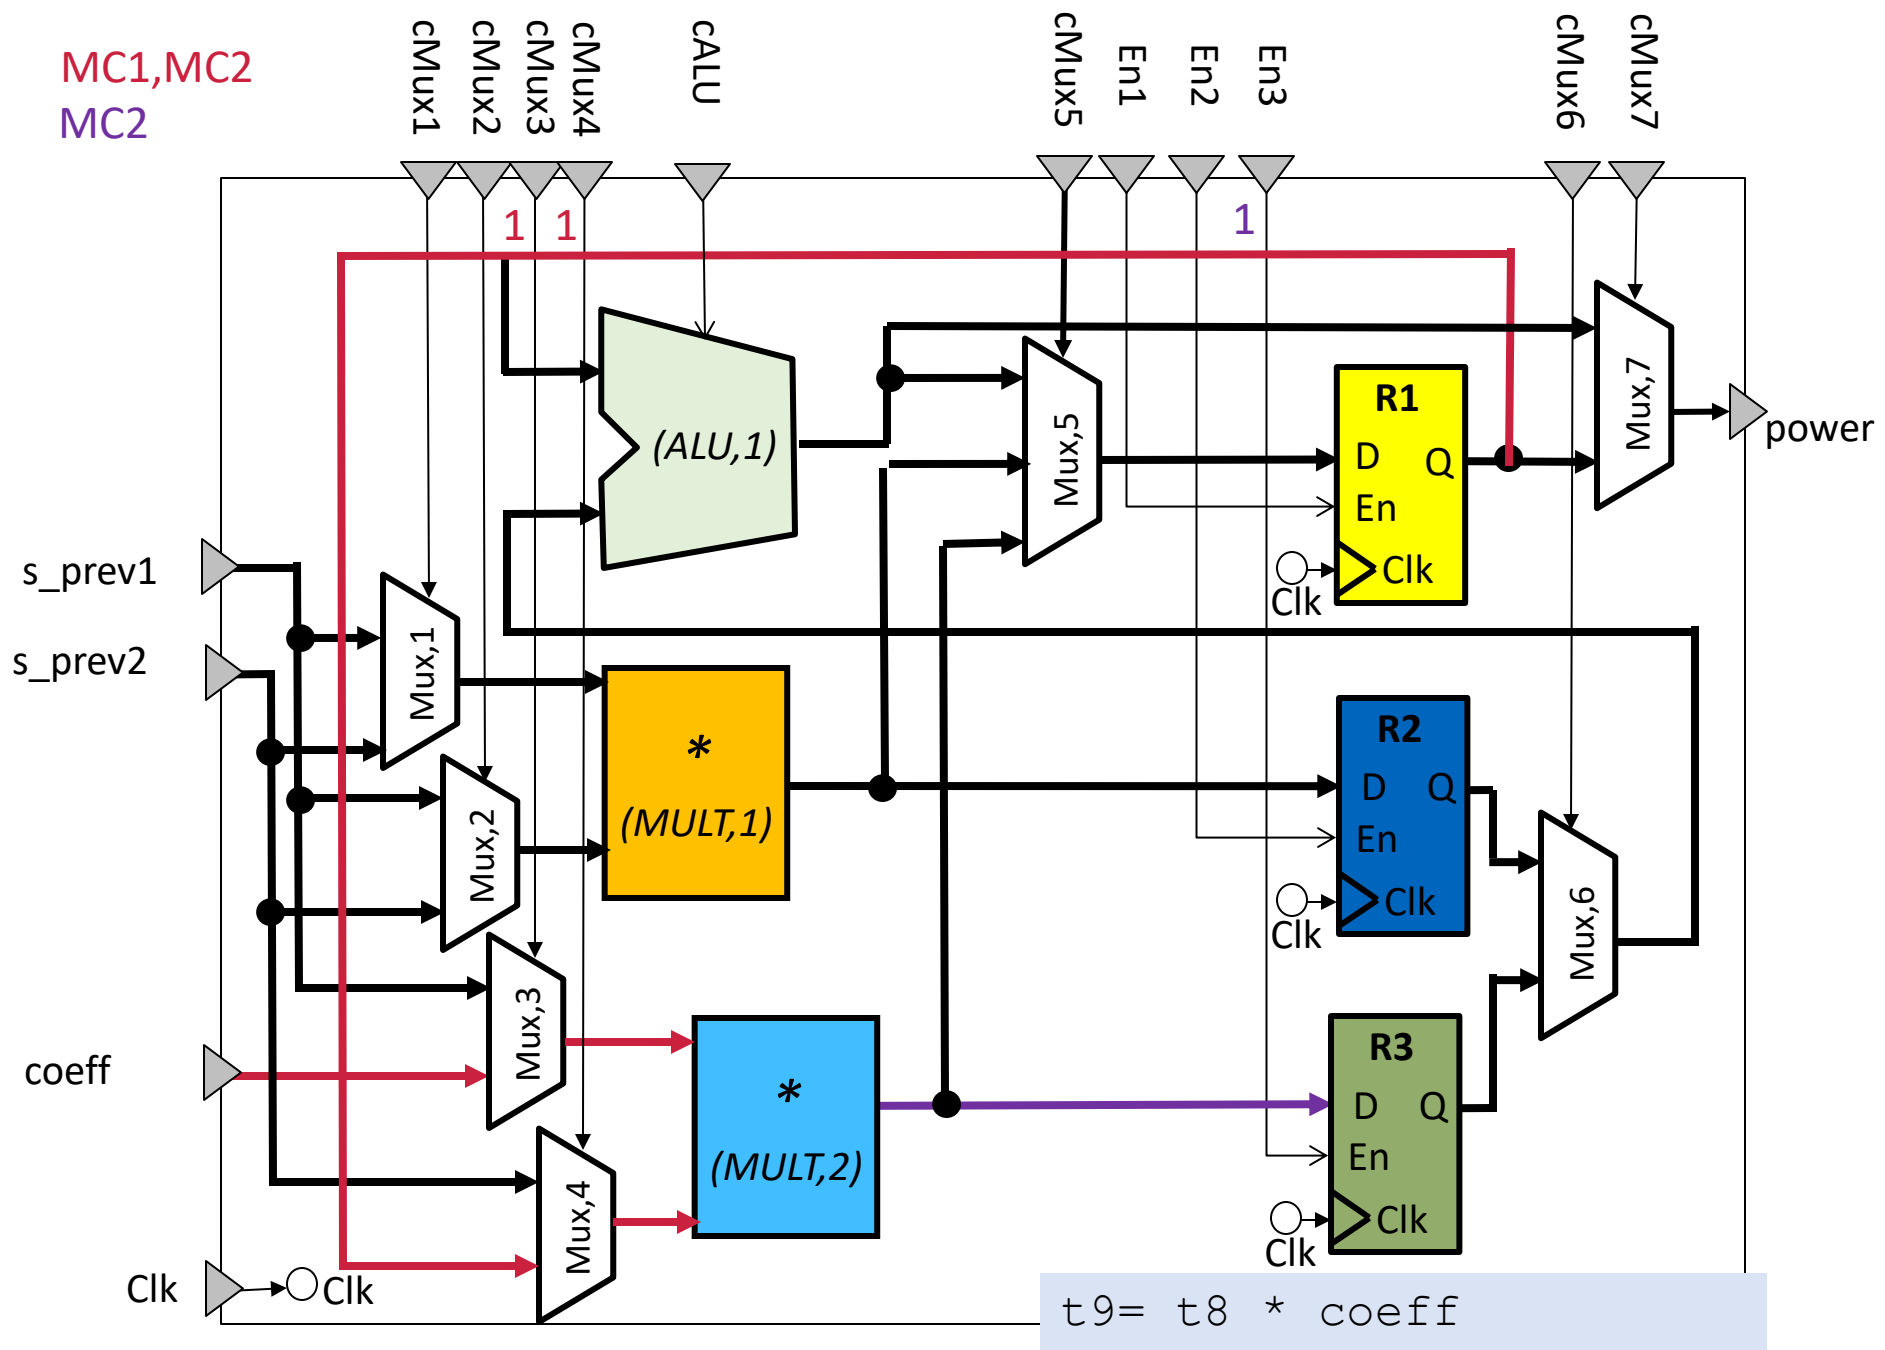 MC1,MC2
MC2
cMux1
cMux2
cMux3
cMux4
cALU
cMux5
En1
En2
En3
cMux6
cMux7
1
1
1
(ALU,1)
Mux,5
R1
D
Q
En
Clk
Clk
Mux,7
power
s_prev1
s_prev2
Mux,1
Mux,2
*
(MULT,1)
R2
D
Q
En
Clk
Clk
Mux,6
coeff
Mux,3
Mux,4
*
(MULT,2)
R3
D
Q
En
Clk
Clk
Clk
Clk
t9= t8 * coeff